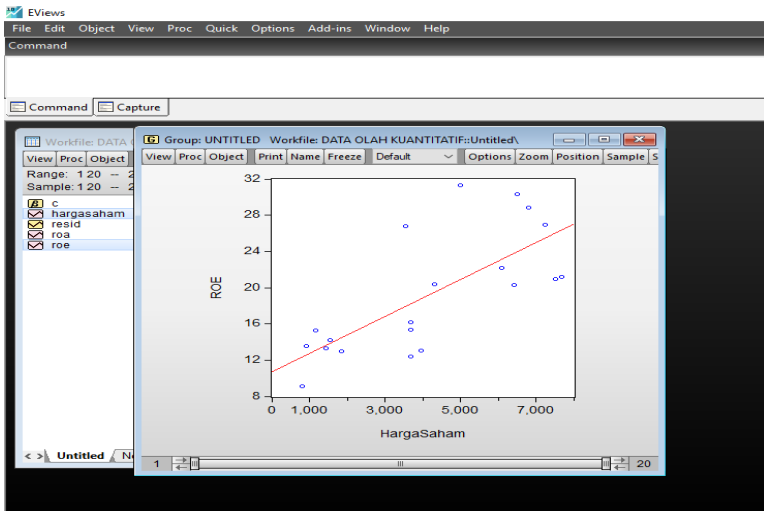 EViews
File Edit Object View Proc Quick Options Add-ins Window Help
Command
Command Capture
Workfile: DATA
View Proc Object
Range: 1 20 -- 2
Sample: 1 20 -- 2
c
hargasaham
resid
roa
roe
< > Untitled
G Group: UNTITLED Workfile: DATA OLAH KUANTITATIF::Untitled\
View Proc Object Print Name Freeze Default Options Zoom Position Sample S
32
28
24
20
16
12
8
ROE
0 1,000 3,000 5,000 7,000
HargaSaham
1 20